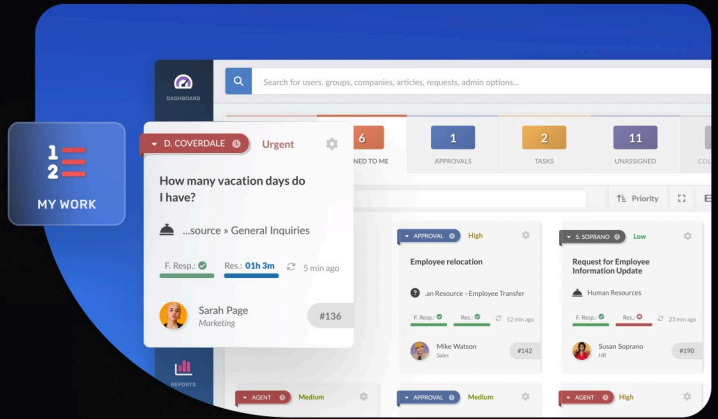 DASHBOARD
Search for users, groups, companies, articles, requests, admin options...
1
2
MY WORK
6
NED TO ME
1
APPROVALS
2
TASKS
11
UNASSIGNED
COL
Priority
D. COVERDALE
Urgent
How many vacation days do
I have?
...source » General Inquiries
F. Resp.:
Res.: 01h 3m
5 min ago
Sarah Page
Marketing
#136
APPROVAL
High
Employee relocation
.an Resource » Employee Transfer
F. Resp.:
Res.:
12 min ago
Mike Watson
Sales
#142
S. SOPRANO
Low
Request for Employee
Information Update
Human Resources
F. Resp.:
Res.:
23 min ago
Susan Soprano
HR
#190
REPORTS
AGENT
Medium
APPROVAL
Medium
AGENT
High